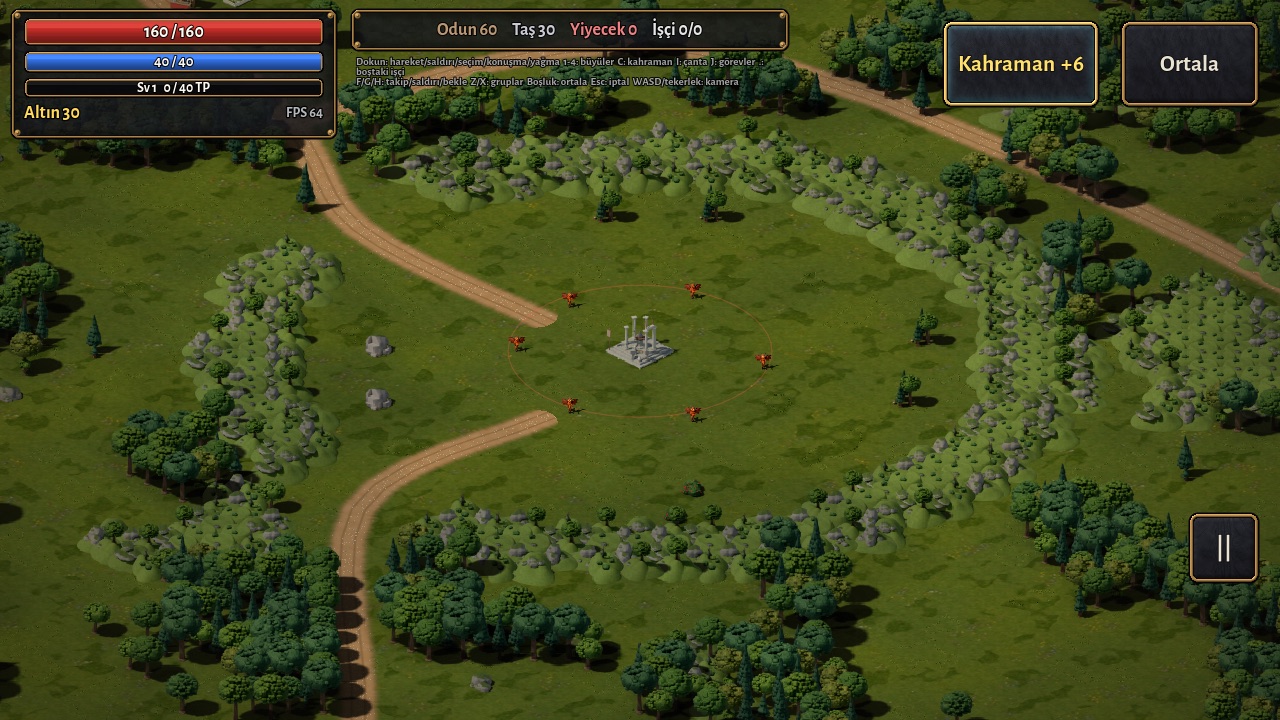 160 / 160
40 / 40
Sv 1 0 / 40 TP
Altın 30
FPS 64
Odun 60 Taş 30 Yiyecek 0 İşçi 0/0
Dokun: hareket/saldırı/seçim/konuşma/yağma 1-4: büyüler C: kahraman I: çanta J: görevler .:
boştaki işçi
F/G/H: takip/saldırı/bekle Z/X: gruplar Boşluk: ortala Esc: iptal WASD/tekerlek: kamera
Kahraman +6
Ortala